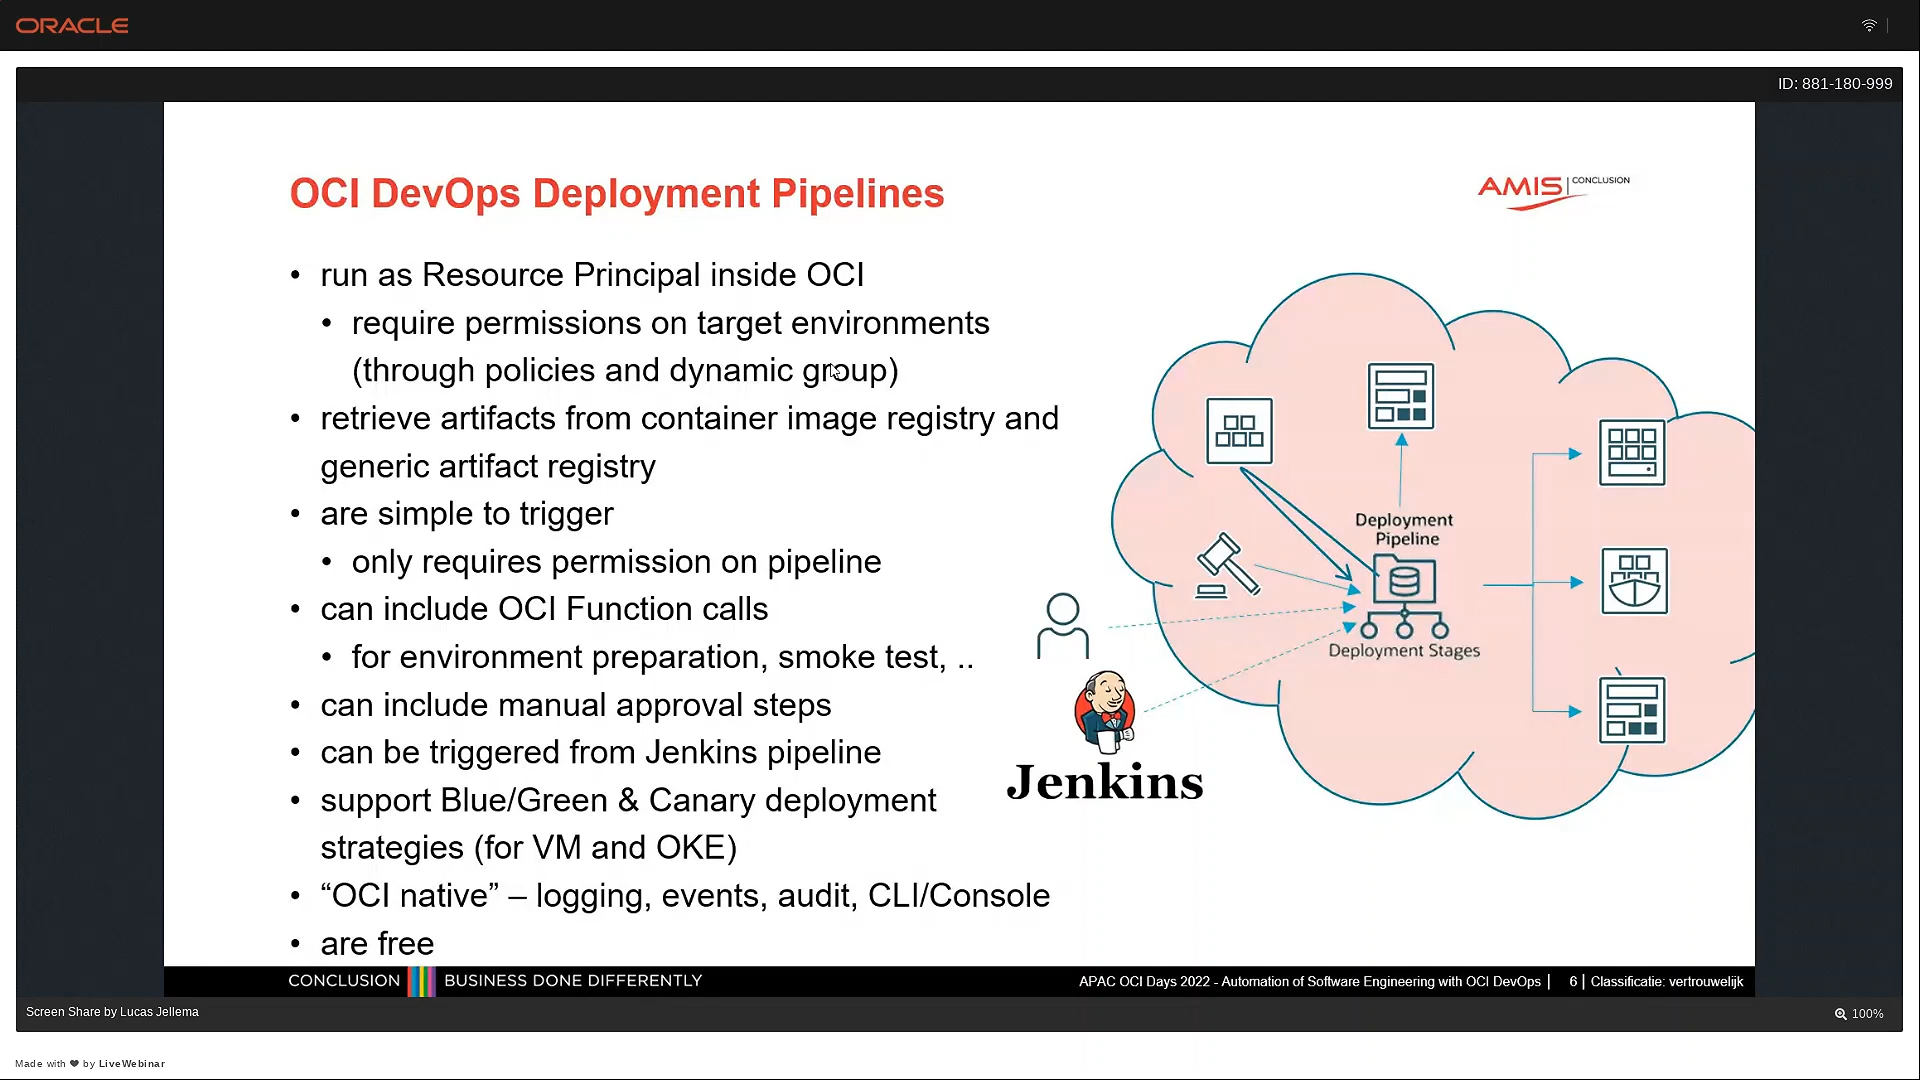 ORACLE
ID: 881-180-999
OCI DevOps Deployment Pipelines
AMIS | CONCLUSION
• run as Resource Principal inside OCI
• require permissions on target environments
(through policies and dynamic group)
• retrieve artifacts from container image registry and
generic artifact registry
• are simple to trigger
• only requires permission on pipeline
• can include OCI Function calls
• for environment preparation, smoke test, ..
• can include manual approval steps
• can be triggered from Jenkins pipeline
• support Blue/Green & Canary deployment
strategies (for VM and OKE)
• “OCI native” – logging, events, audit, CLI/Console
• are free
Deployment
Pipeline
Deployment Stages
Jenkins
CONCLUSION BUSINESS DONE DIFFERENTLY
APAC OCI Days 2022 - Automation of Software Engineering with OCI DevOps | 6 | Classificatie: vertrouwelijk
Screen Share by Lucas Jellema
100%
Made with ❤ by LiveWebinar